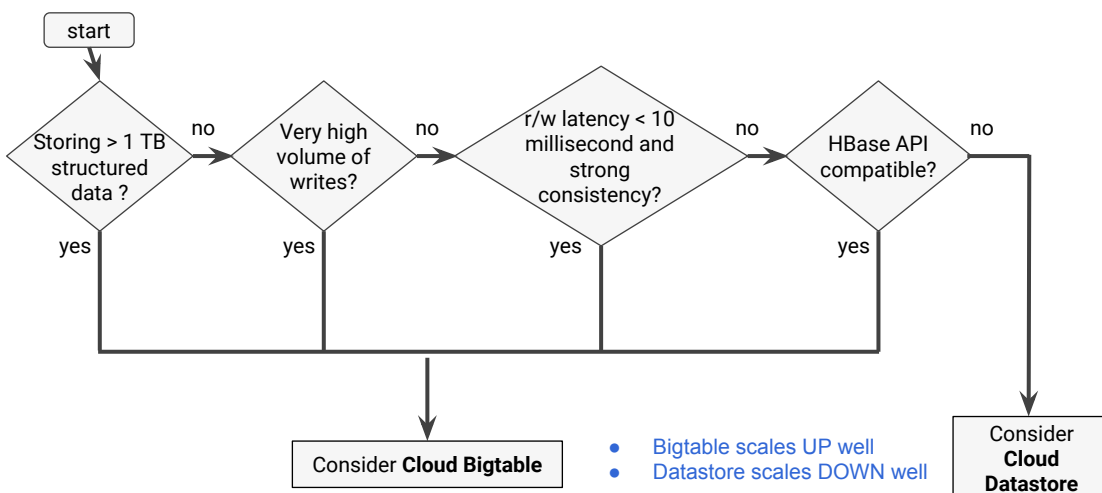 start
Storing > 1 TB
structured
data ?
no
yes
Very high
volume of
writes?
no
yes
r/w latency < 10
millisecond and
strong
consistency?
no
yes
HBase API
compatible?
no
yes
Consider Cloud Bigtable
● Bigtable scales UP well
● Datastore scales DOWN well
Consider
Cloud
Datastore